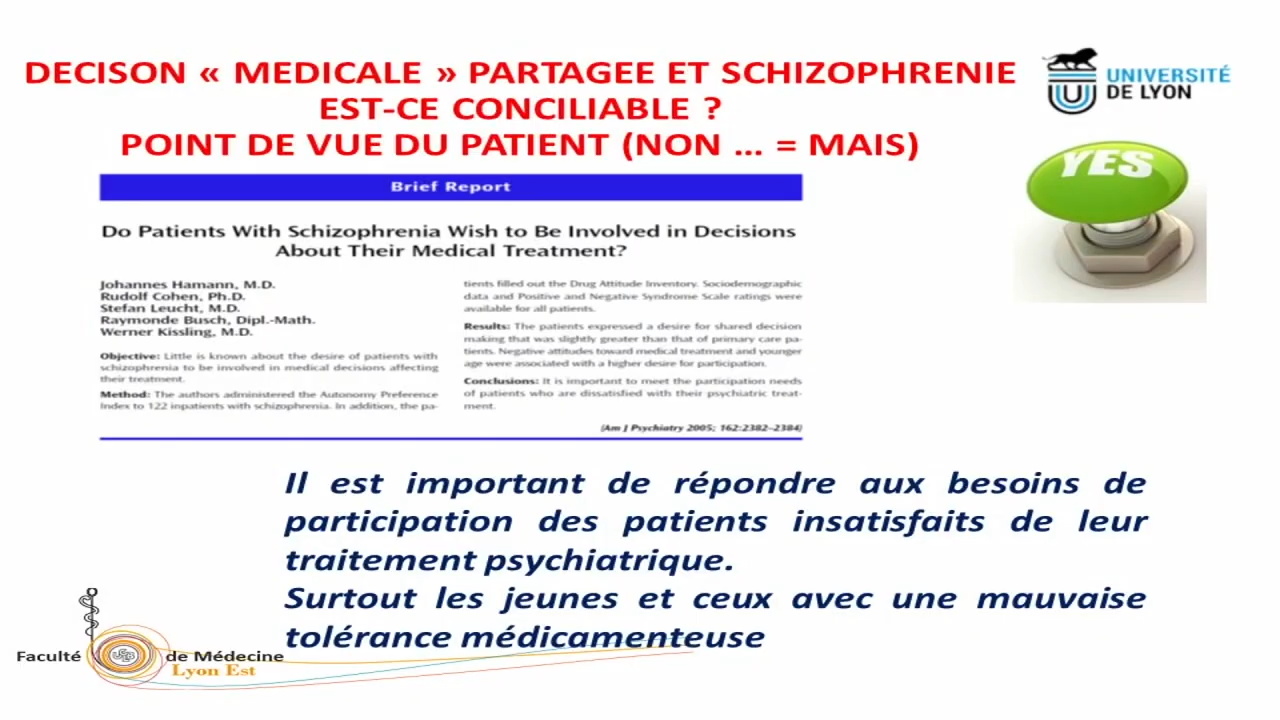 DECISON « MEDICALE » PARTAGEE ET SCHIZOPHRENIE
EST-CE CONCILIABLE ?
POINT DE VUE DU PATIENT (NON ... = MAIS)
UNIVERSITÉ
DE LYON
YES
Brief Report
Do Patients With Schizophrenia Wish to Be Involved in Decisions
About Their Medical Treatment?
Johannes Hamann, M.D.
Rudolf Cohen, Ph.D.
Stefan Leucht, M.D.
Raymonde Busch, Dipl.-Math.
Werner Kissling, M.D.
Objective: Little is known about the desire of patients with
schizophrenia to be involved in medical decisions affecting
their treatment.
Method: The authors administered the Autonomy Preference
Index to 122 inpatients with schizophrenia. In addition, the pa-
tients filled out the Drug Attitude Inventory. Sociodemographic
data and Positive and Negative Syndrome Scale ratings were
available for all patients.
Results: The patients expressed a desire for shared decision
making that was slightly greater than that of primary care pa-
tients. Negative attitudes toward medical treatment and younger
age were associated with a higher desire for participation.
Conclusions: It is important to meet the participation needs
of patients who are dissatisfied with their psychiatric treat-
ment.
(Am J Psychiatry 2005; 162:2382–2384)
Il est important de répondre aux besoins de
participation des patients insatisfaits de leur
traitement psychiatrique.
Surtout les jeunes et ceux avec une mauvaise
tolérance médicamenteuse
Faculté de Médecine
Lyon Est